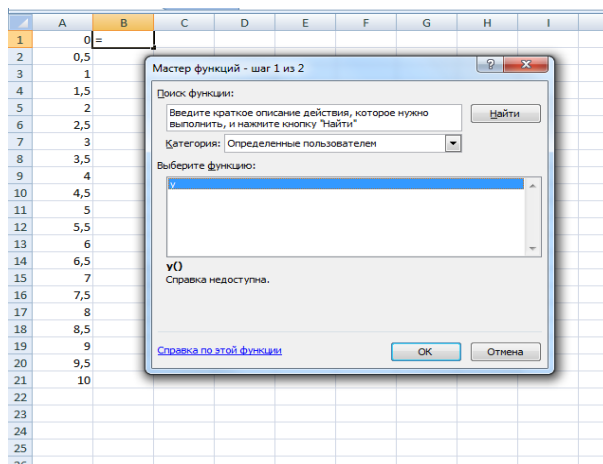 A B C D E F G H I
1 0 =
2 0,5
3 1
4 1,5
5 2
6 2,5
7 3
8 3,5
9 4
10 4,5
11 5
12 5,5
13 6
14 6,5
15 7
16 7,5
17 8
18 8,5
19 9
20 9,5
21 10
22
23
24
25
26
Мастер функций - шаг 1 из 2
Поиск функции:
Введите краткое описание действия, которое нужно
выполнить, и нажмите кнопку "Найти"
Найти
Категория: Определенные пользователем
Выберите функцию:
y
y()
Справка недоступна.
Справка по этой функции
ОК
Отмена